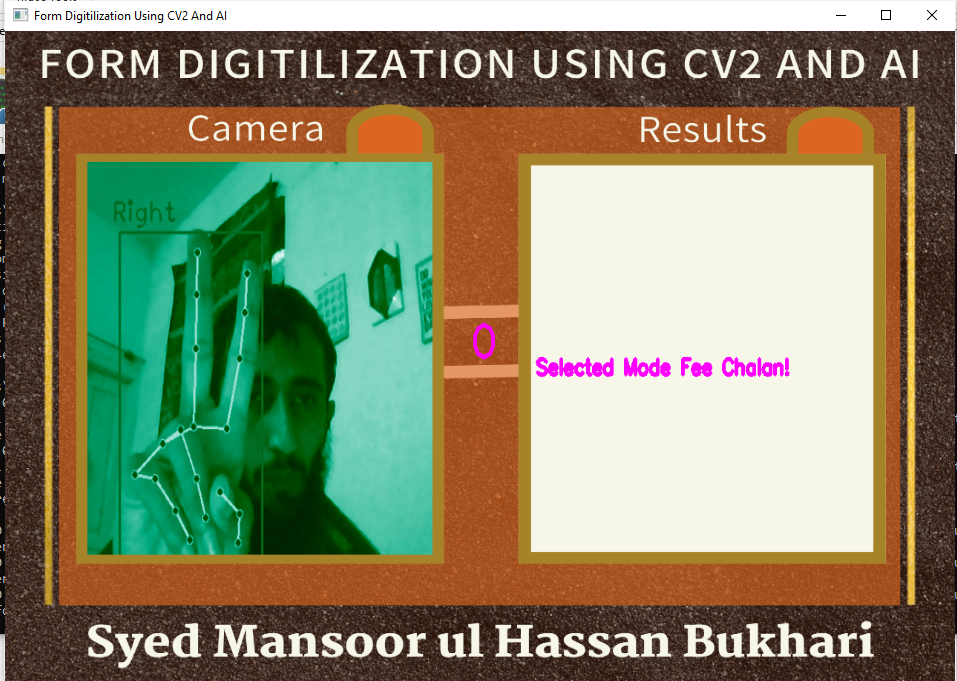 Form Digitilization Using CV2 And AI
FORM DIGITILIZATION USING CV2 AND AI
Camera
Results
Right
0
Selected Mode Fee Chalan!
Syed Mansoor ul Hassan Bukhari